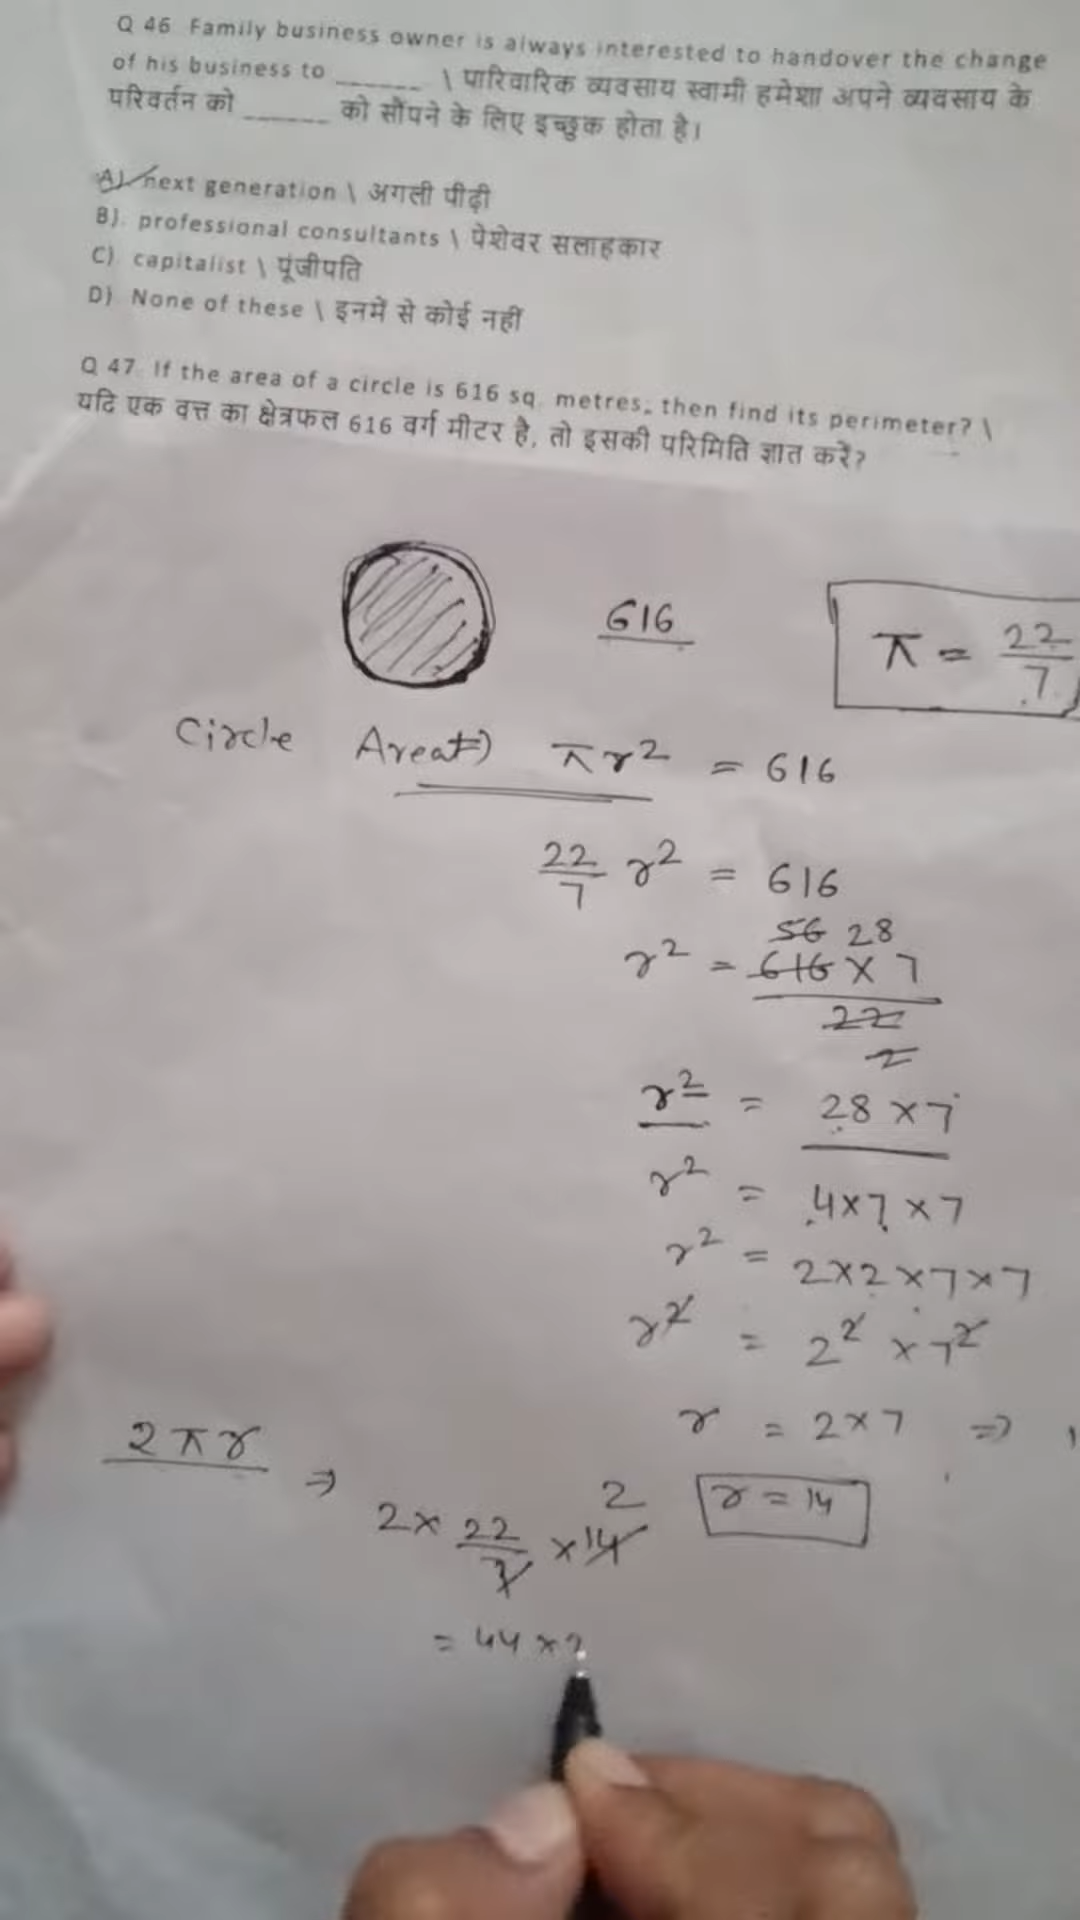 Q 46. Family business owner is always interested to handover the change
of his business to ______ \ पारिवारिक व्यवसाय स्वामी हमेशा अपने व्यवसाय के
परिवर्तन को ______ को सौंपने के लिए इच्छुक होता है।
A). next generation \ अगली पीढ़ी
B). professional consultants \ पेशेवर सलाहकार
C). capitalist \ पूंजीपति
D). None of these \ इनमें से कोई नहीं
Q 47. If the area of a circle is 616 sq. metres, then find its perimeter? \
यदि एक वत्त का क्षेत्रफल 616 वर्ग मीटर है, तो इसकी परिमिति ज्ञात करें?
616
π = 22/7
Circle Area ⇒ πr² = 616
22/7 r² = 616
56 28
r² = 616 × 7
22
2
r² = 28 × 7
r² = 4×7×7
r² = 2×2×7×7
r² = 2² × 7²
r = 2×7 ⇒
r = 14
2πr ⇒
2
2 × 22/7 × 14
= 44 × 2